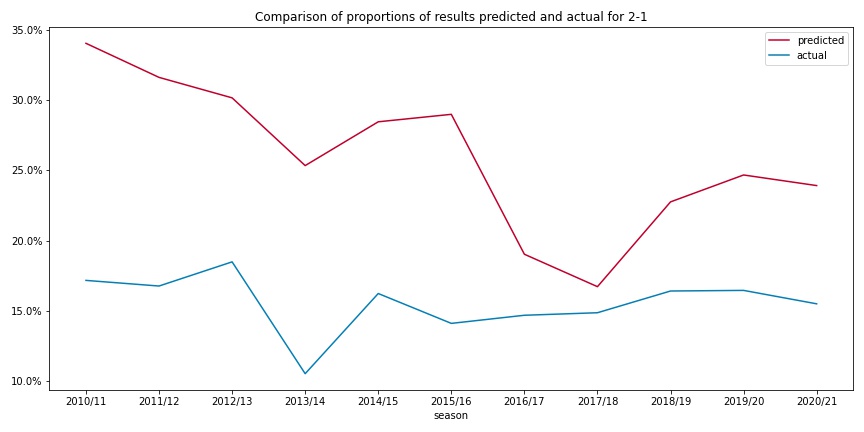 Comparison of proportions of results predicted and actual for 2-1
35.0%
30.0%
25.0%
20.0%
15.0%
10.0%
predicted
actual
2010/11 2011/12 2012/13 2013/14 2014/15 2015/16 2016/17 2017/18 2018/19 2019/20 2020/21
season